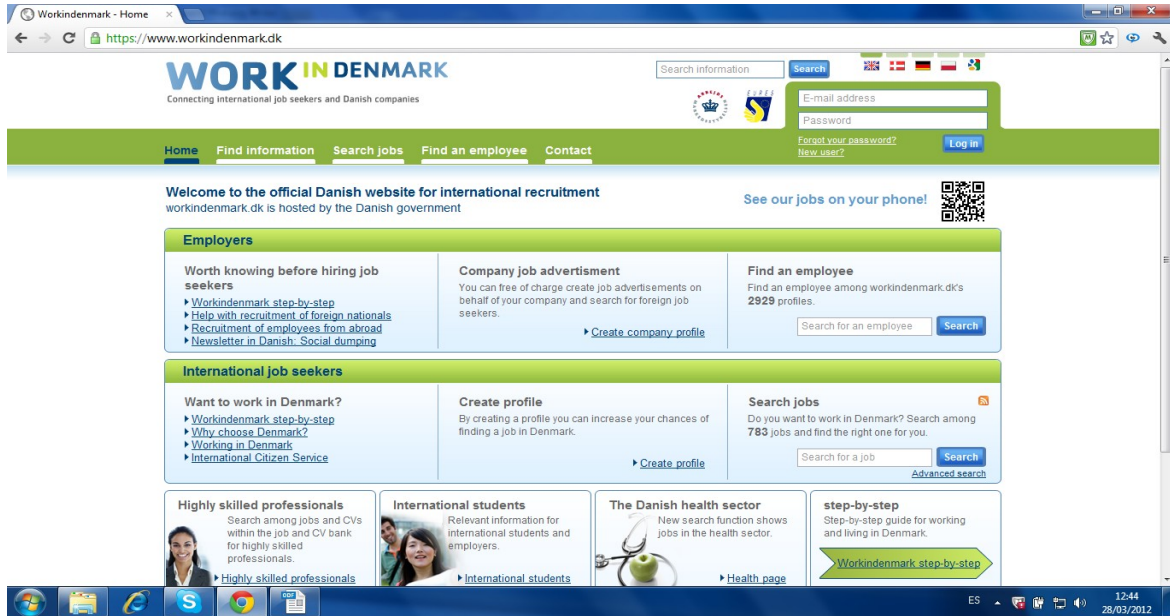 Workindenmark - Home
https://www.workindenmark.dk
WORK IN DENMARK
Connecting international job seekers and Danish companies
Search information
Search
EURES
E-mail address
Password
Forgot your password?
New user?
Log in
Home Find information Search jobs Find an employee Contact
Welcome to the official Danish website for international recruitment
workindenmark.dk is hosted by the Danish government
See our jobs on your phone!
Employers
Worth knowing before hiring job
seekers
Workindenmark step-by-step
Help with recruitment of foreign nationals
Recruitment of employees from abroad
Newsletter in Danish: Social dumping
Company job advertisment
You can free of charge create job advertisements on
behalf of your company and search for foreign job
seekers.
Create company profile
Find an employee
Find an employee among workindenmark.dk's
2929 profiles.
Search for an employee
Search
International job seekers
Want to work in Denmark?
Workindenmark step-by-step
Why choose Denmark?
Working in Denmark
International Citizen Service
Create profile
By creating a profile you can increase your chances of
finding a job in Denmark.
Create profile
Search jobs
Do you want to work in Denmark? Search among
783 jobs and find the right one for you.
Search for a job
Search
Advanced search
Highly skilled professionals
Search among jobs and CVs
within the job and CV bank
for highly skilled
professionals.
Highly skilled professionals
International students
Relevant information for
international students and
employers.
International students
The Danish health sector
New search function shows
jobs in the health sector.
Health page
step-by-step
Step-by-step guide for working
and living in Denmark.
Workindenmark step-by-step
ES
12:44
28/03/2012